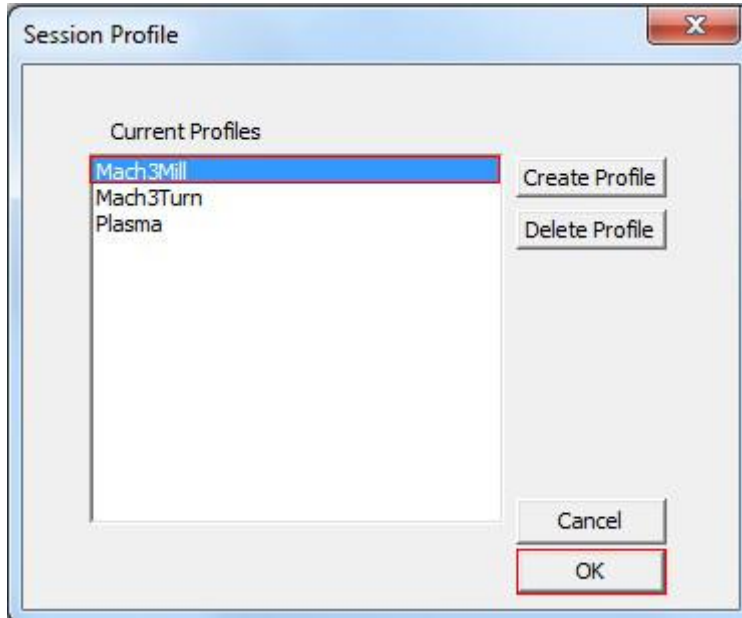 Session Profile
Current Profiles
Mach3Mill
Mach3Turn
Plasma
Create Profile
Delete Profile
Cancel
OK